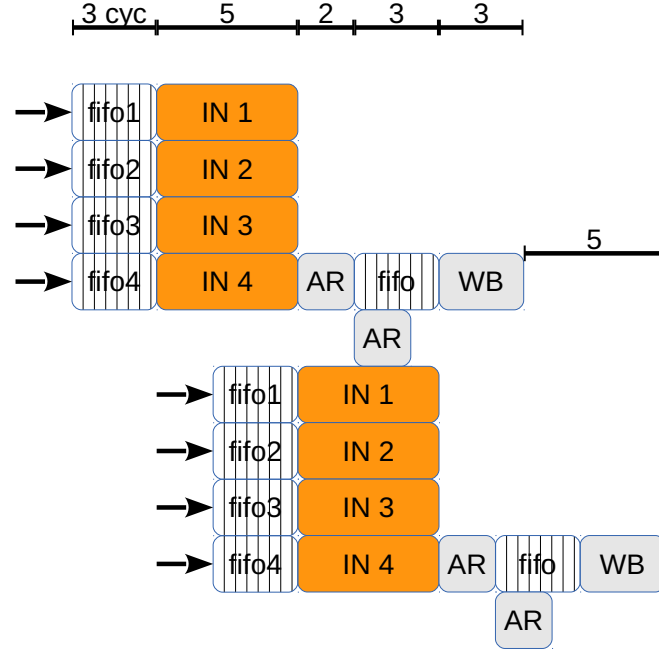 3 cyc 5 2 3 3
fifo1 IN 1
fifo2 IN 2
fifo3 IN 3
5
fifo4 IN 4 AR fifo WB
AR
fifo1 IN 1
fifo2 IN 2
fifo3 IN 3
fifo4 IN 4 AR fifo WB
AR